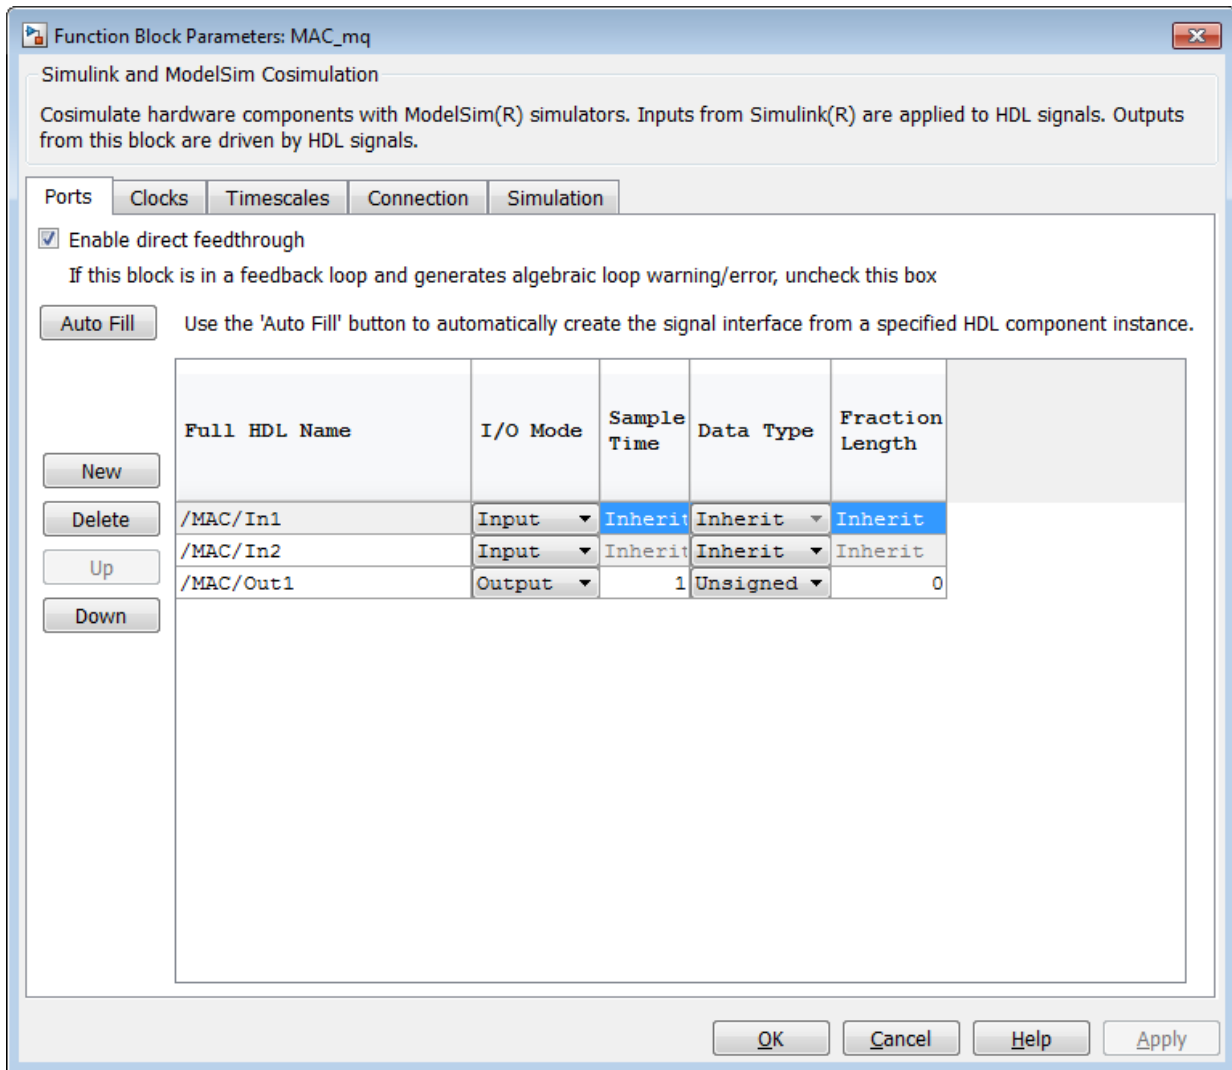 Function Block Parameters: MAC_mq
Simulink and ModelSim Cosimulation
Cosimulate hardware components with ModelSim(R) simulators. Inputs from Simulink(R) are applied to HDL signals. Outputs
from this block are driven by HDL signals.
Ports Clocks Timescales Connection Simulation
Enable direct feedthrough
If this block is in a feedback loop and generates algebraic loop warning/error, uncheck this box
Auto Fill Use the 'Auto Fill' button to automatically create the signal interface from a specified HDL component instance.
Full HDL Name I/O Mode Sample Time Data Type Fraction Length
New
Delete /MAC/In1 Input Inherit Inherit Inherit
/MAC/In2 Input Inherit Inherit Inherit
Up
/MAC/Out1 Output 1 Unsigned 0
Down
OK Cancel Help Apply